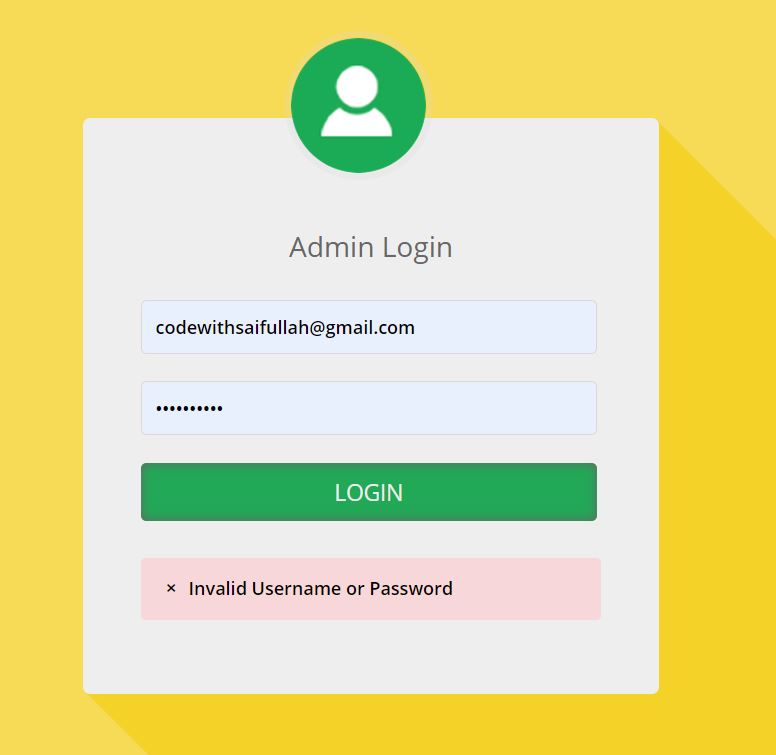 Admin Login
codewithsaifullah@gmail.com
••••••••••
LOGIN
× Invalid Username or Password